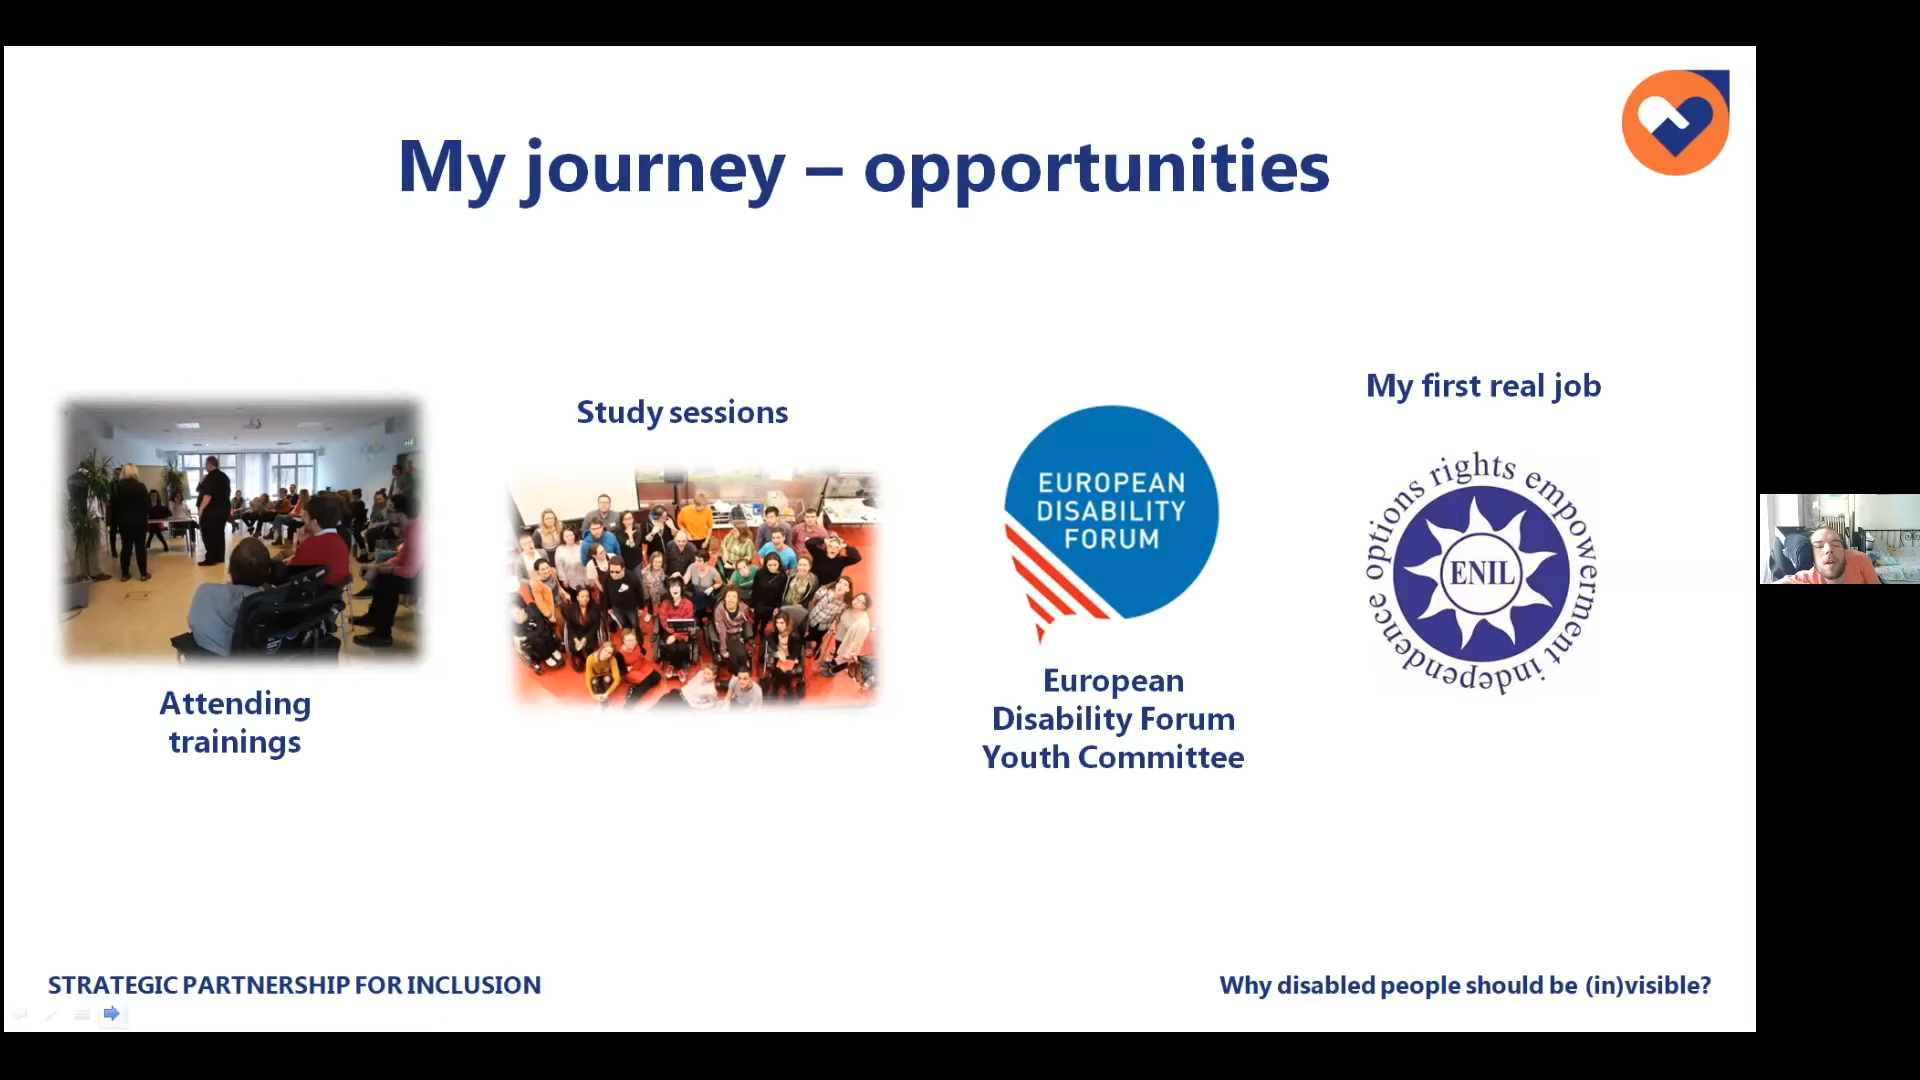 My journey – opportunities
Attending
trainings
Study sessions
EUROPEAN
DISABILITY
FORUM
European
Disability Forum
Youth Committee
My first real job
options rights empowerment independence
ENIL
STRATEGIC PARTNERSHIP FOR INCLUSION
Why disabled people should be (in)visible?